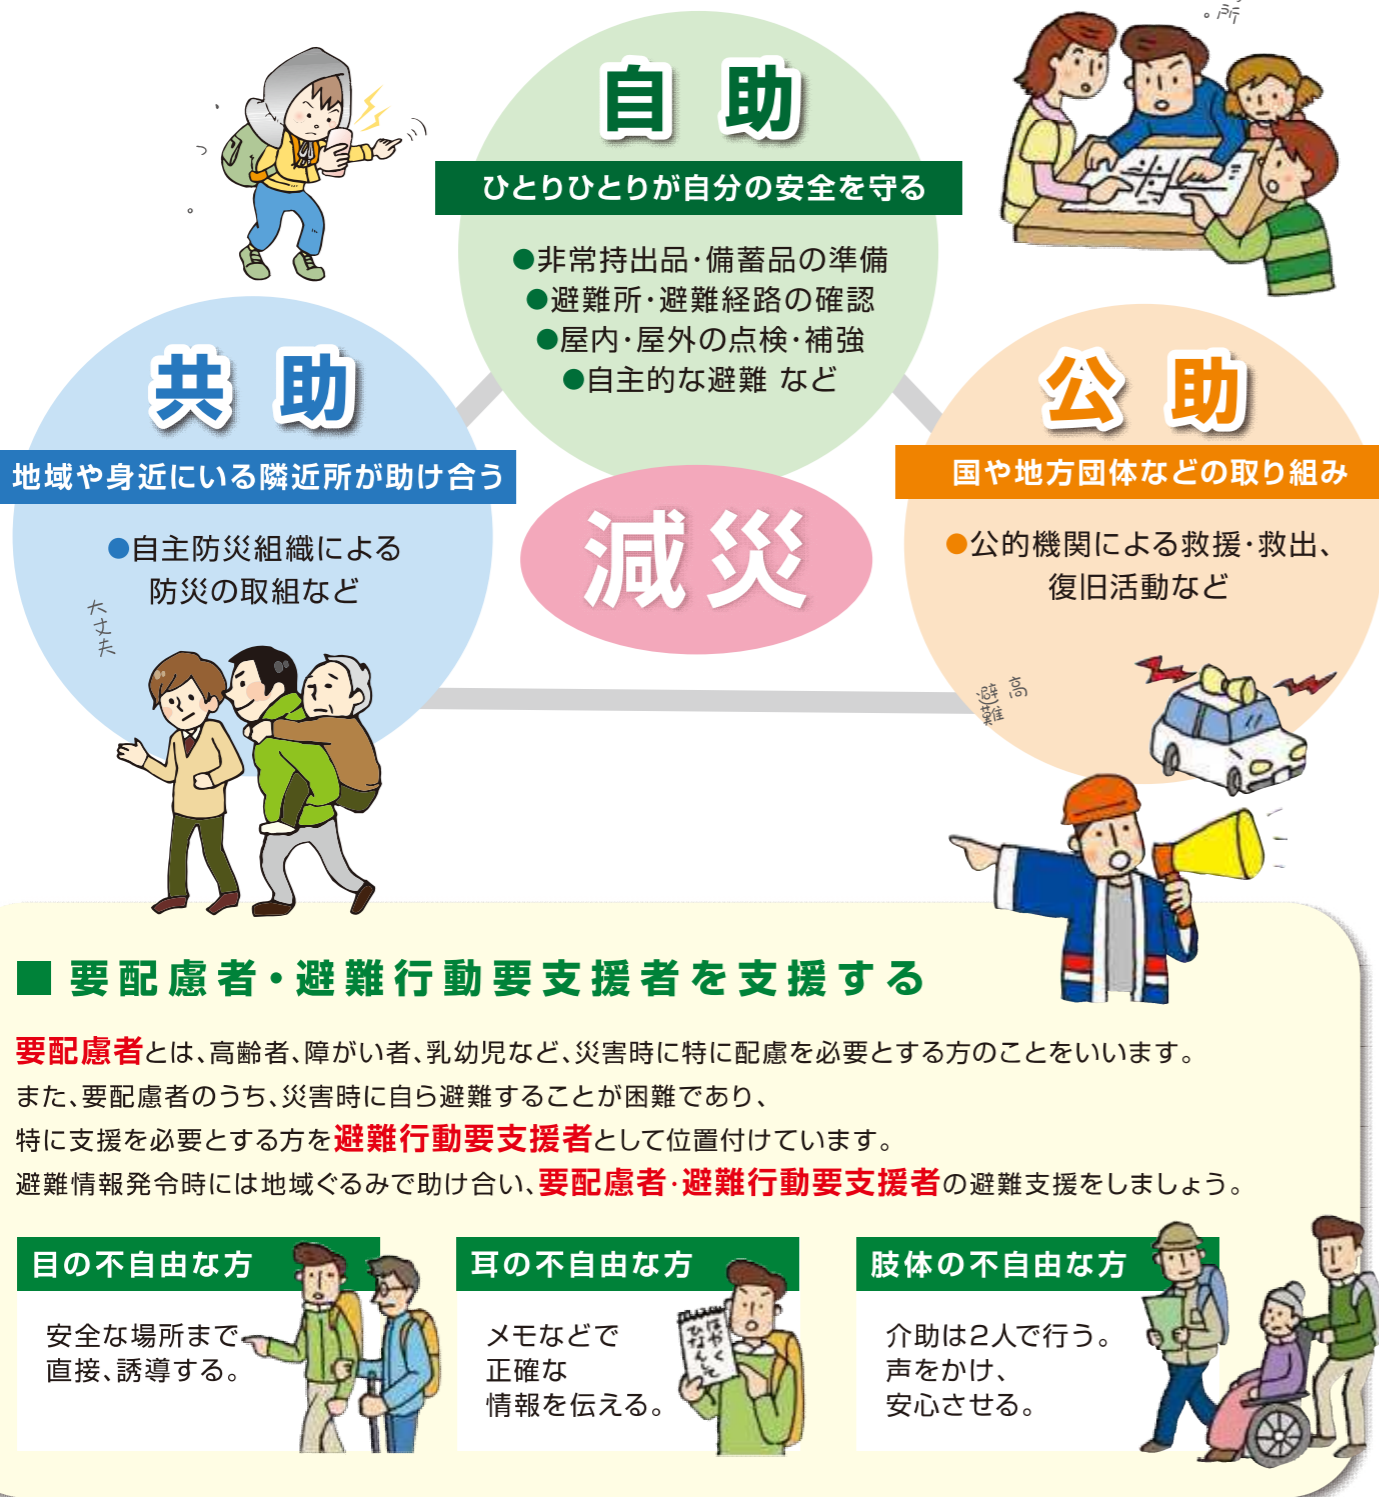 所。
自助
ひとりひとりが自分の安全を守る
●非常持出品・備蓄品の準備
●避難所・避難経路の確認
●屋内・屋外の点検・補強
●自主的な避難 など
共助
地域や身近にいる隣近所が助け合う
●自主防災組織による
防災の取組など
大丈夫
減災
公助
国や地方団体などの取り組み
●公的機関による救援・救出、
復旧活動など
高
避難
■要配慮者・避難行動要支援者を支援する
要配慮者とは、高齢者、障がい者、乳幼児など、災害時に特に配慮を必要とする方のことをいいます。
また、要配慮者のうち、災害時に自ら避難することが困難であり、
特に支援を必要とする方を避難行動要支援者として位置付けています。
避難情報発令時には地域ぐるみで助け合い、要配慮者・避難行動要支援者の避難支援をしましょう。
目の不自由な方
安全な場所まで
直接、誘導する。
耳の不自由な方
メモなどで
正確な
情報を伝える。
はやく
ひなんして
肢体の不自由な方
介助は2人で行う。
声をかけ、
安心させる。